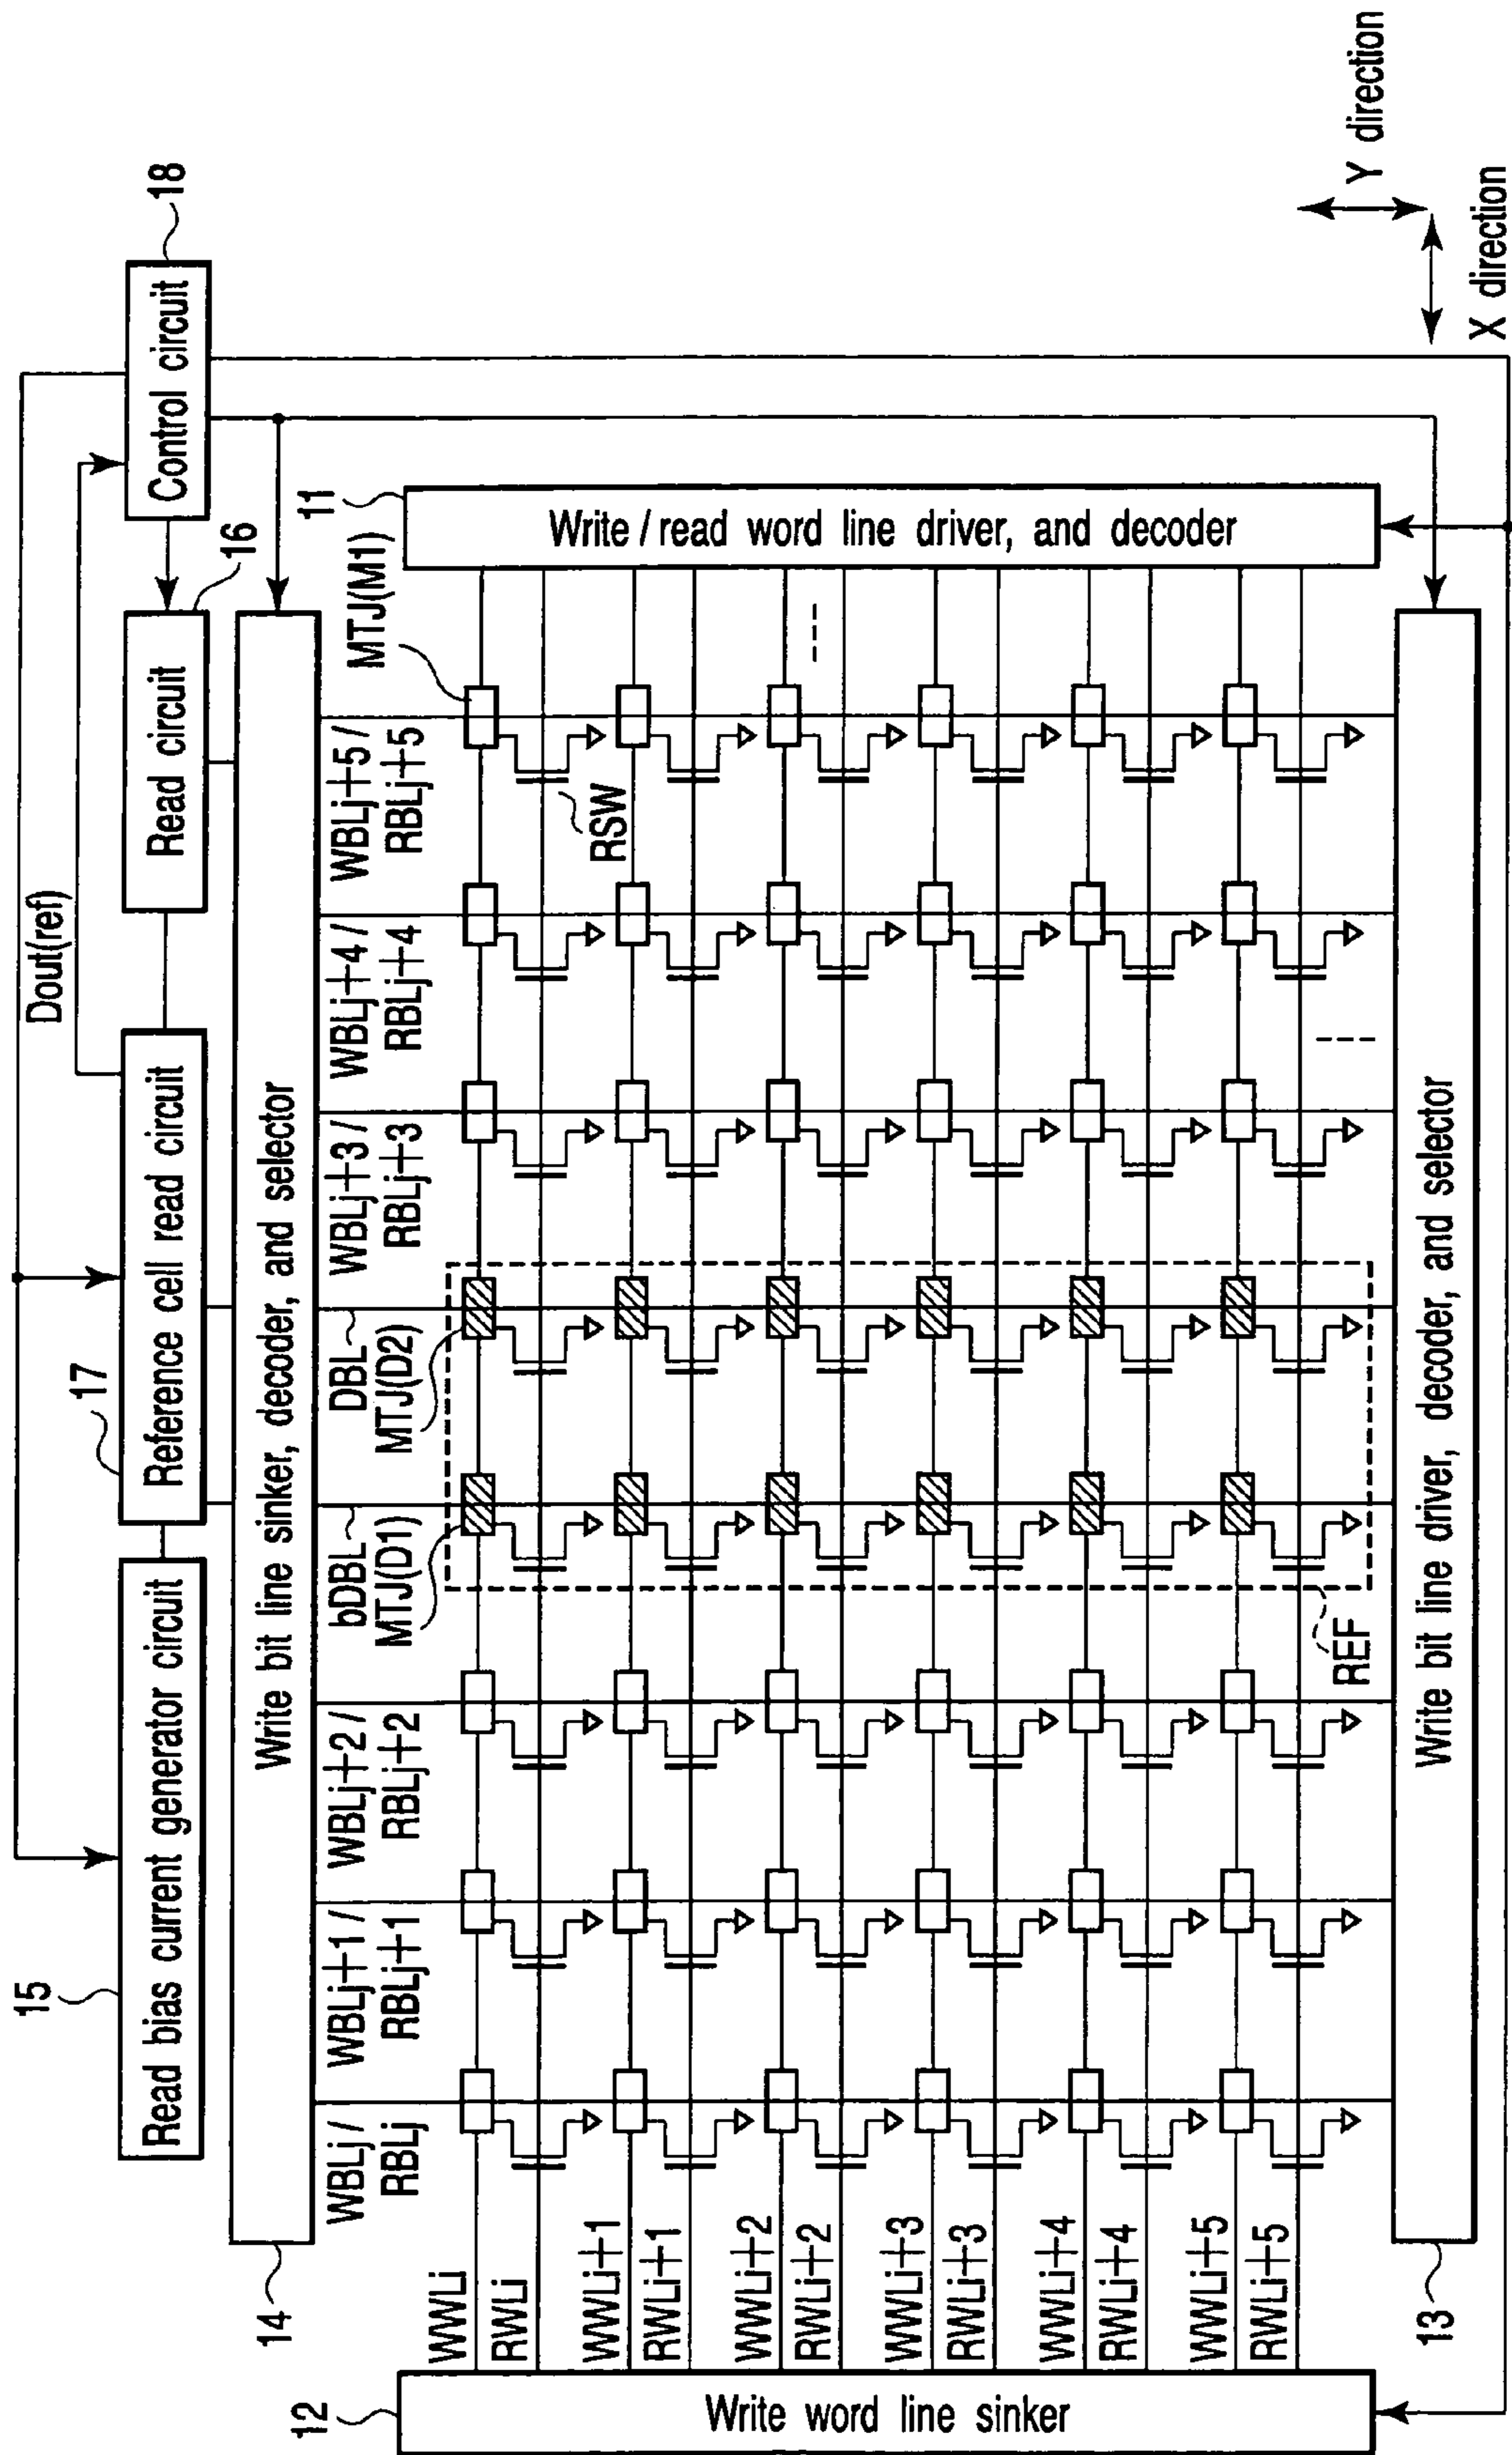 15
Read bias current generator circuit
17
Reference cell read circuit
Dout(ref)
Read circuit
16
Control circuit
18
14
Write bit line sinker, decoder, and selector
WBLj /
RBLj
WBLj+1 /
RBLj+1
WBLj+2 /
RBLj+2
bDBL
MTJ(D1)
DBL
MTJ(D2)
WBLj+3 /
RBLj+3
WBLj+4 /
RBLj+4
WBLj+5 /
RBLj+5
MTJ(M1)
RSW
11
Write / read word line driver, and decoder
12
Write word line sinker
WWLi
RWLi
WWLi+1
RWLi+1
WWLi+2
RWLi+2
WWLi+3
RWLi+3
WWLi+4
RWLi+4
WWLi+5
RWLi+5
REF
13
Write bit line driver, decoder, and selector
Y direction
X direction